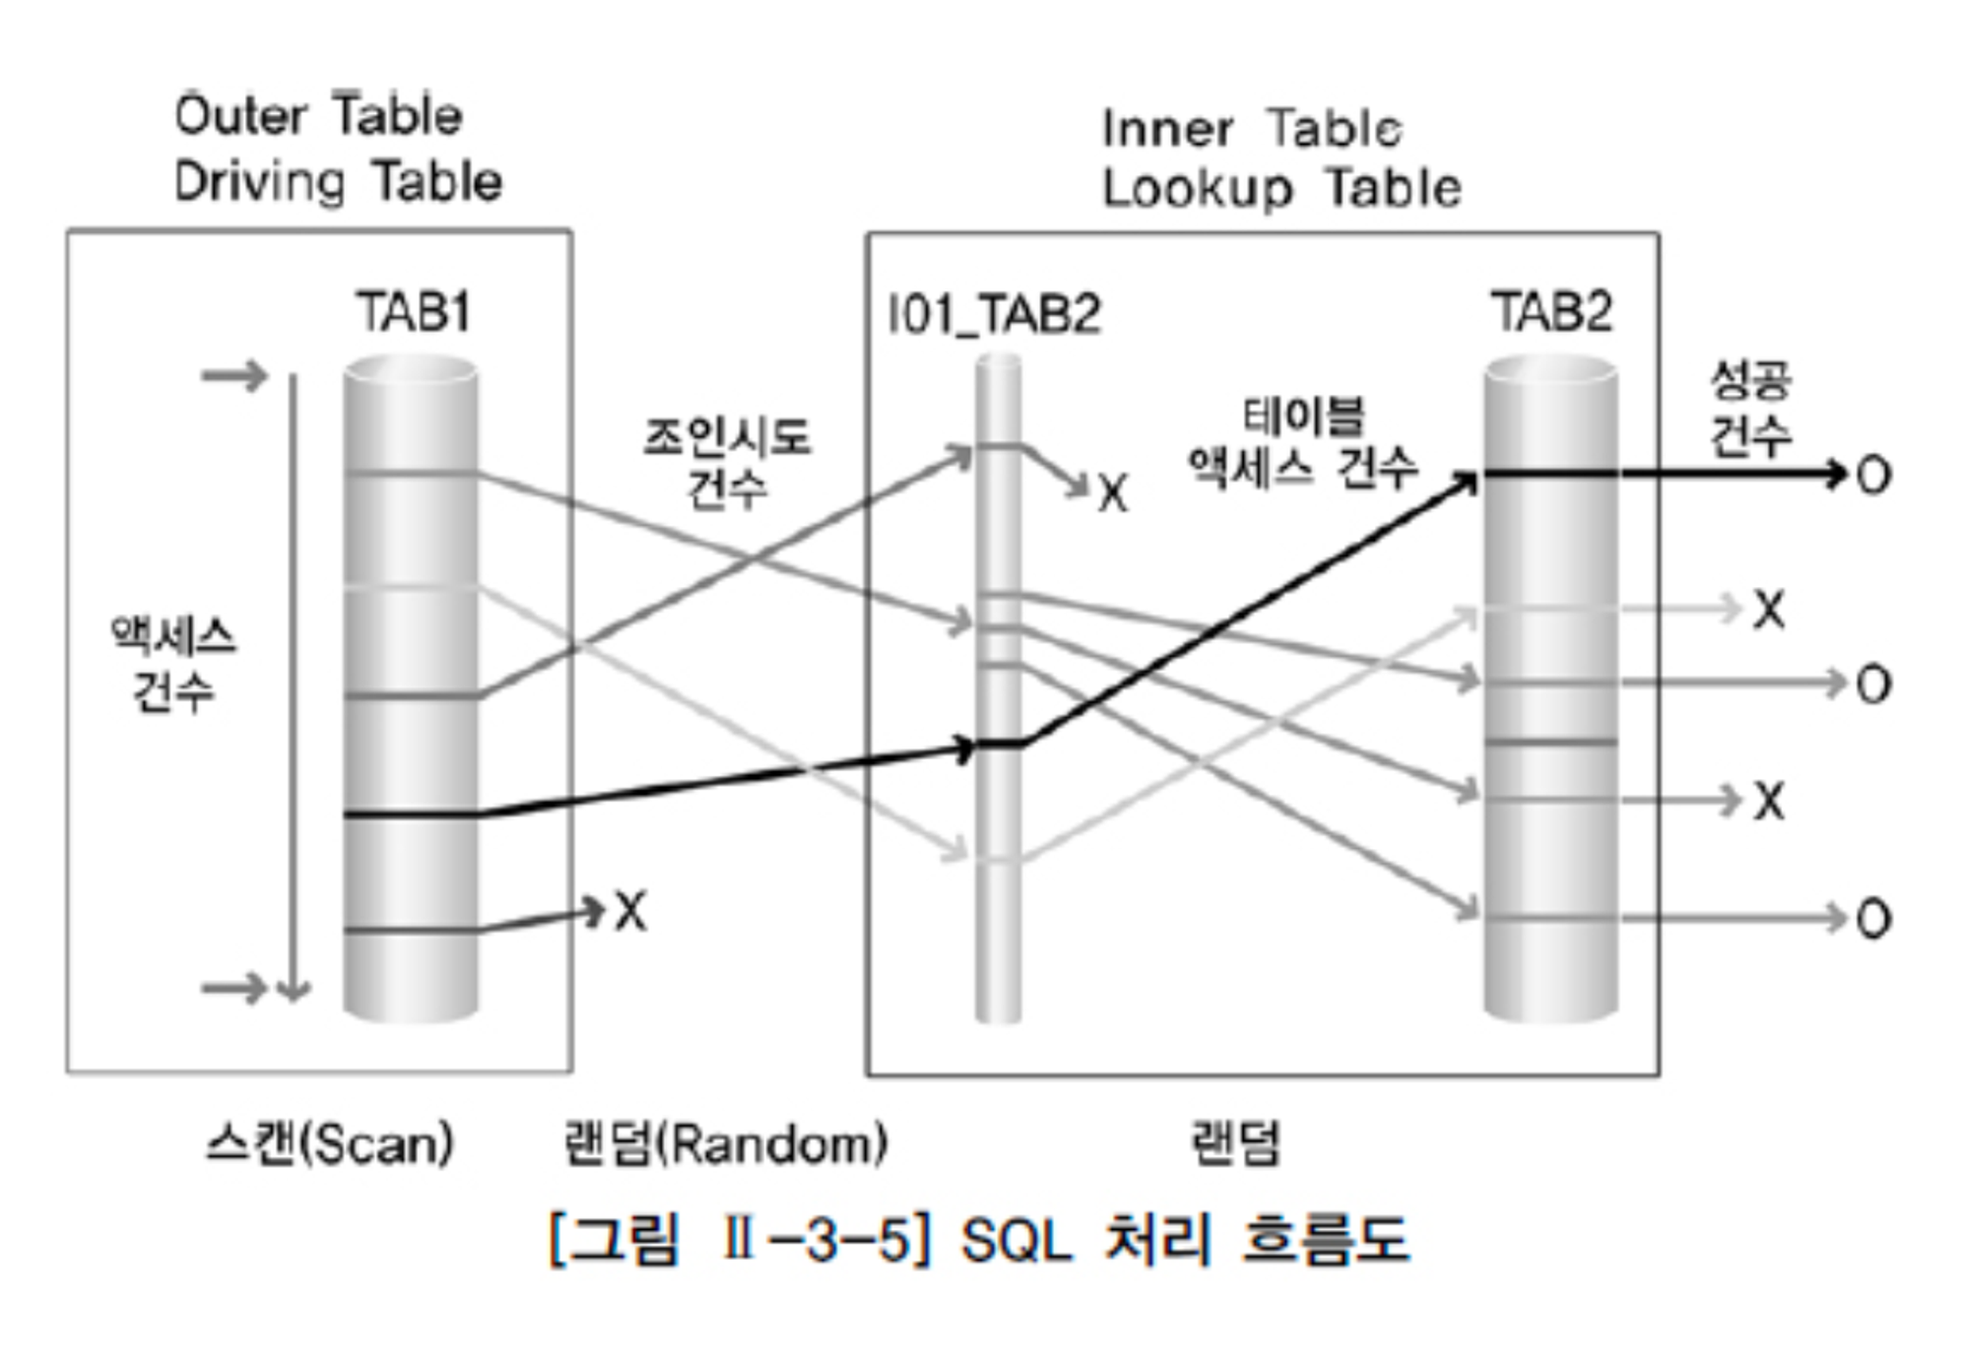 Outer Table
Driving Table
Inner Table
Lookup Table
TAB1
I01_TAB2
TAB2
성공
건수
조인시도
건수
테이블
액세스 건수
O
X
액세스
건수
X
O
X
X
O
스캔(Scan)
랜덤(Random)
랜덤
[그림 Ⅱ-3-5] SQL 처리 흐름도